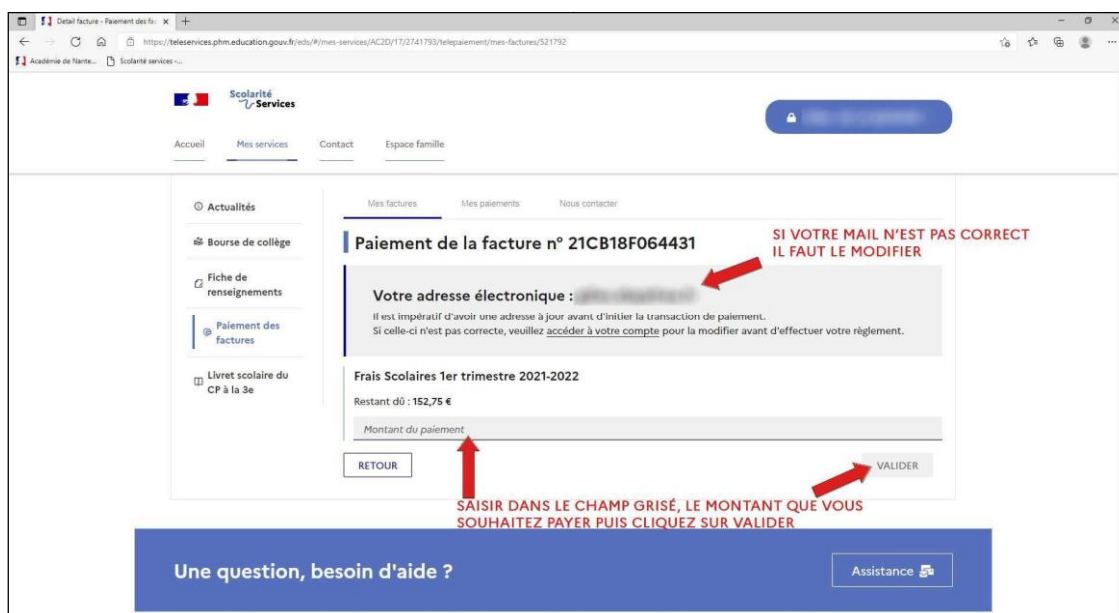 Detail facture - Paiement des fa
https://teleservices.phm.education.gouv.fr/eds/#/mes-services/AC2D/17/2741793/telepaiement/mes-factures/521792
Académie de Nante... Scolarité services -...
Scolarité
Services
Accueil Mes services Contact Espace famille
Actualités
Bourse de collège
Fiche de
renseignements
Paiement des
factures
Livret scolaire du
CP à la 3e
Mes factures Mes paiements Nous contacter
Paiement de la facture n° 21CB18F064431
SI VOTRE MAIL N'EST PAS CORRECT
IL FAUT LE MODIFIER
Votre adresse électronique :
Il est impératif d'avoir une adresse à jour avant d'initier la transaction de paiement.
Si celle-ci n'est pas correcte, veuillez accéder à votre compte pour la modifier avant d'effectuer votre règlement.
Frais Scolaires 1er trimestre 2021-2022
Restant dû : 152,75 €
Montant du paiement
RETOUR VALIDER
SAISIR DANS LE CHAMP GRISÉ, LE MONTANT QUE VOUS
SOUHAITEZ PAYER PUIS CLIQUEZ SUR VALIDER
Une question, besoin d'aide ?
Assistance